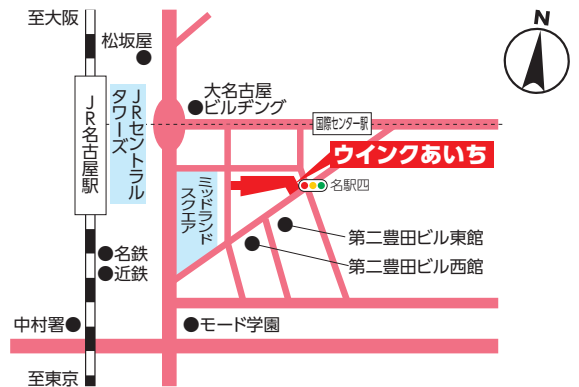 至大阪
松坂屋
N
大名古屋
ビルヂング
JRセントラル
タワーズ
JR名古屋駅
国際センター駅
ウインクあいち
名駅四
ミッドランド
スクエア
第二豊田ビル東館
第二豊田ビル西館
名鉄
近鉄
中村署
モード学園
至東京